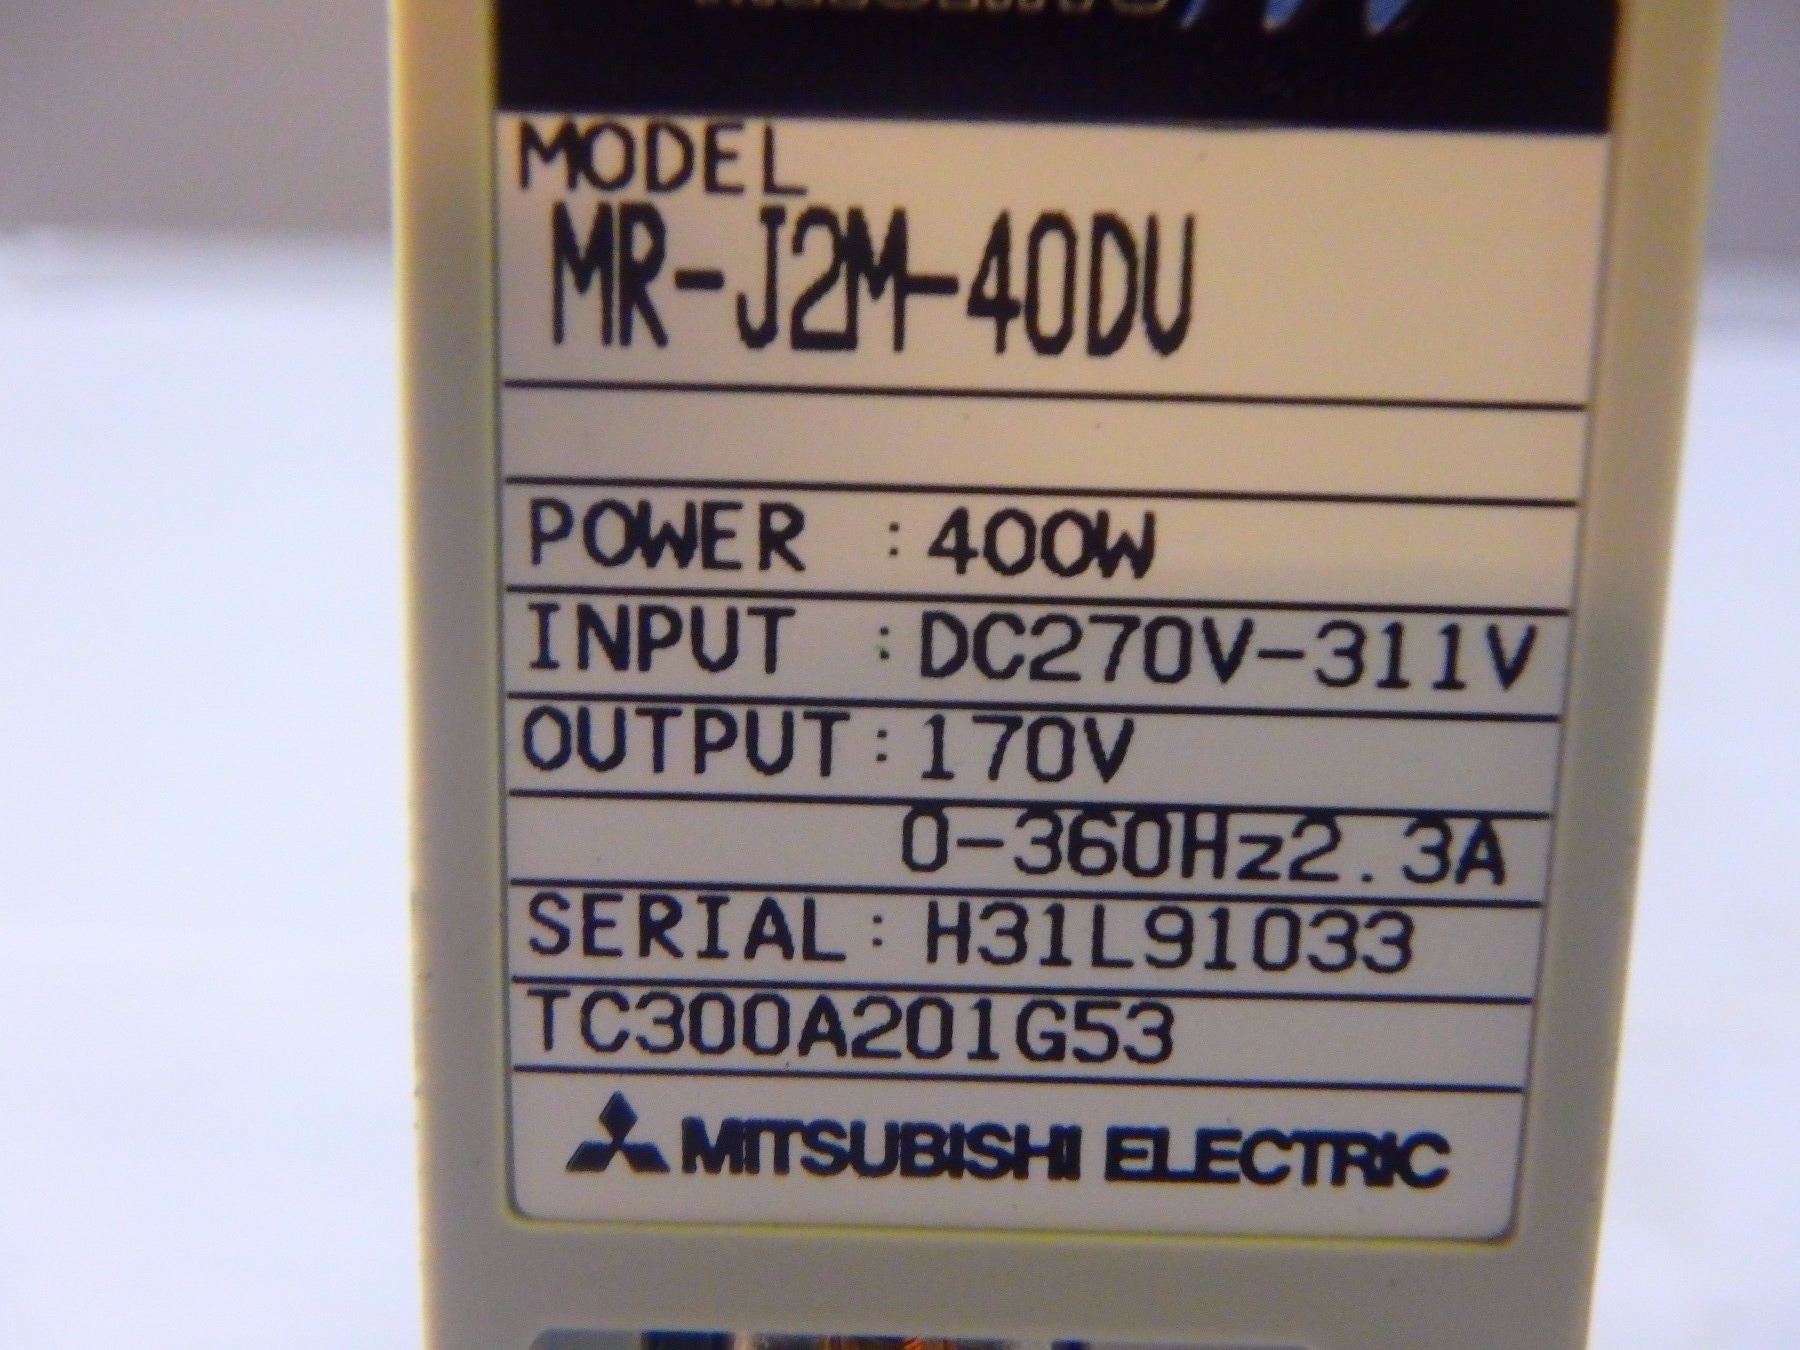 MODEL
MR-J2M-40DU
POWER : 400W
INPUT : DC270V-311V
OUTPUT : 170V
0-360Hz2.3A
SERIAL : H31L91033
TC300A201G53
MITSUBISHI ELECTRIC